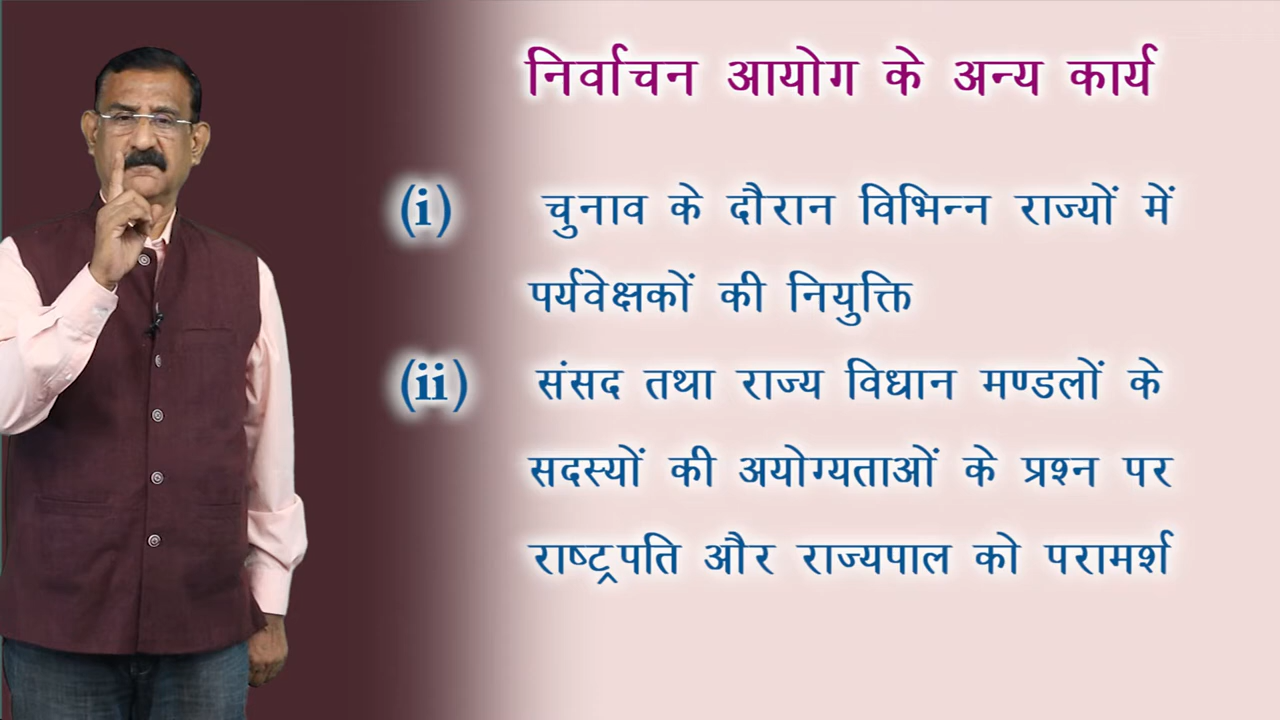 निर्वाचन आयोग के अन्य कार्य
(i) चुनाव के दौरान विभिन्न राज्यों में
पर्यवेक्षकों की नियुक्ति
(ii) संसद तथा राज्य विधान मण्डलों के
सदस्यों की अयोग्यताओं के प्रश्न पर
राष्ट्रपति और राज्यपाल को परामर्श